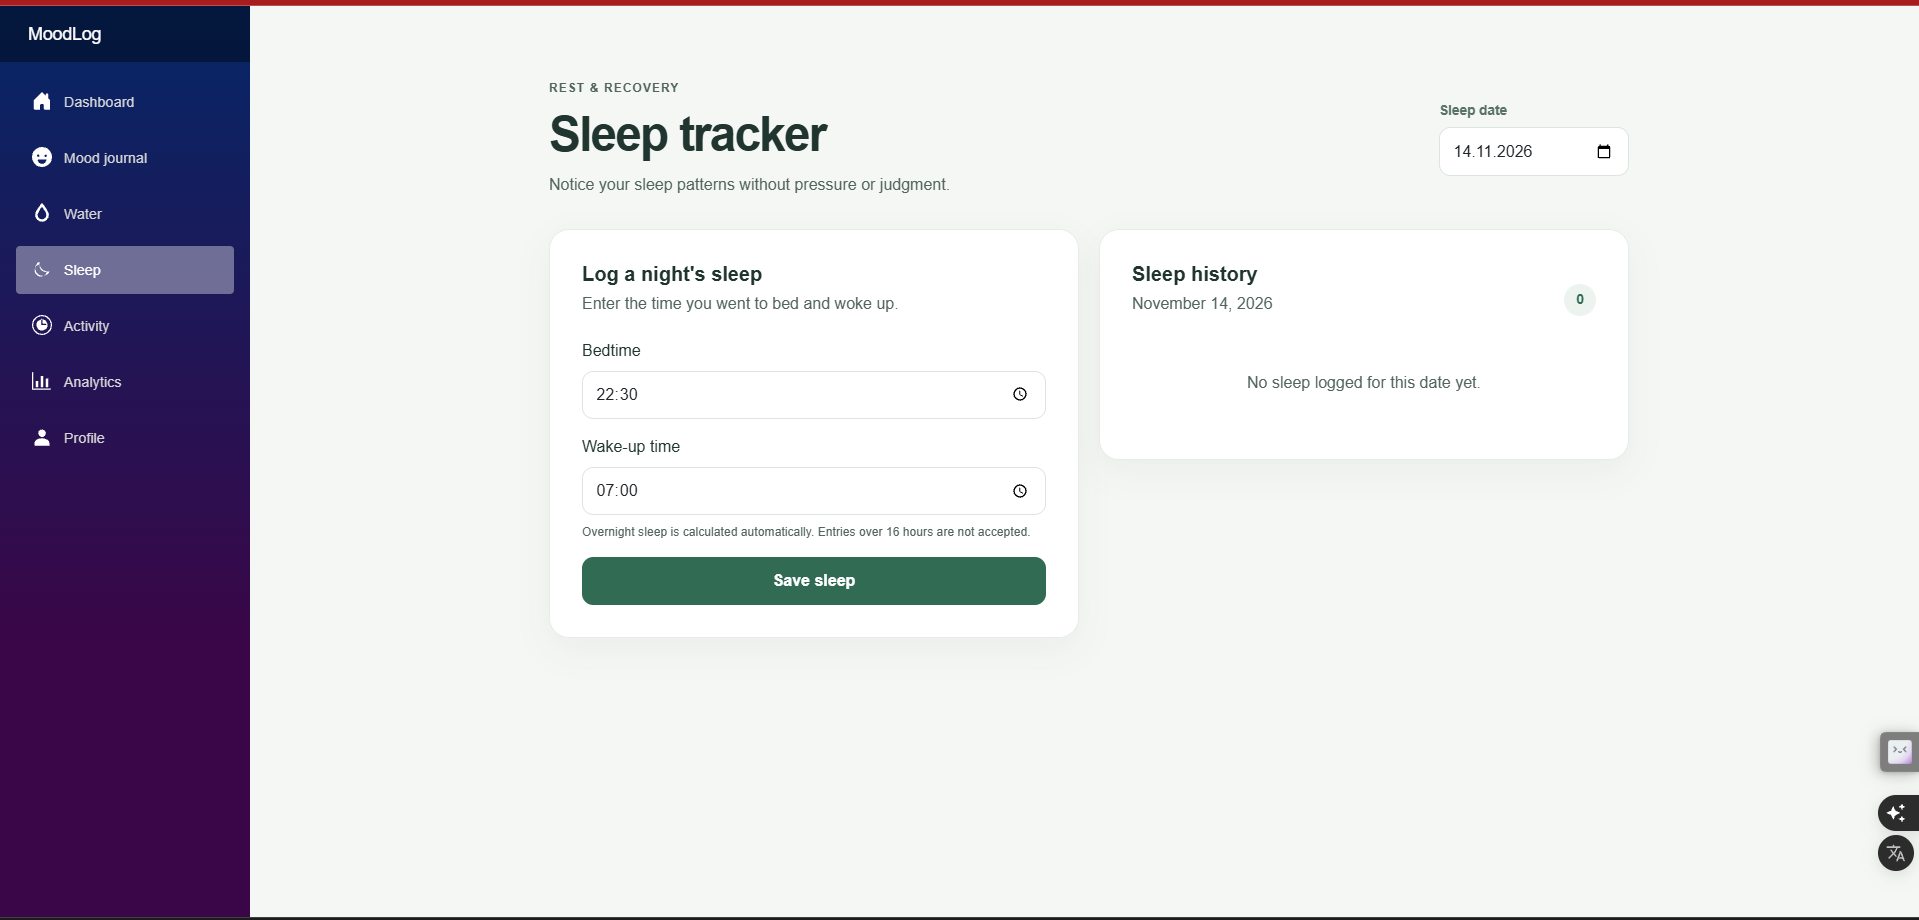 MoodLog
Dashboard
Mood journal
Water
Sleep
Activity
Analytics
Profile
REST & RECOVERY
Sleep tracker
Notice your sleep patterns without pressure or judgment.
Sleep date
14.11.2026
Log a night's sleep
Enter the time you went to bed and woke up.
Bedtime
22:30
Wake-up time
07:00
Overnight sleep is calculated automatically. Entries over 16 hours are not accepted.
Save sleep
Sleep history
November 14, 2026
0
No sleep logged for this date yet.